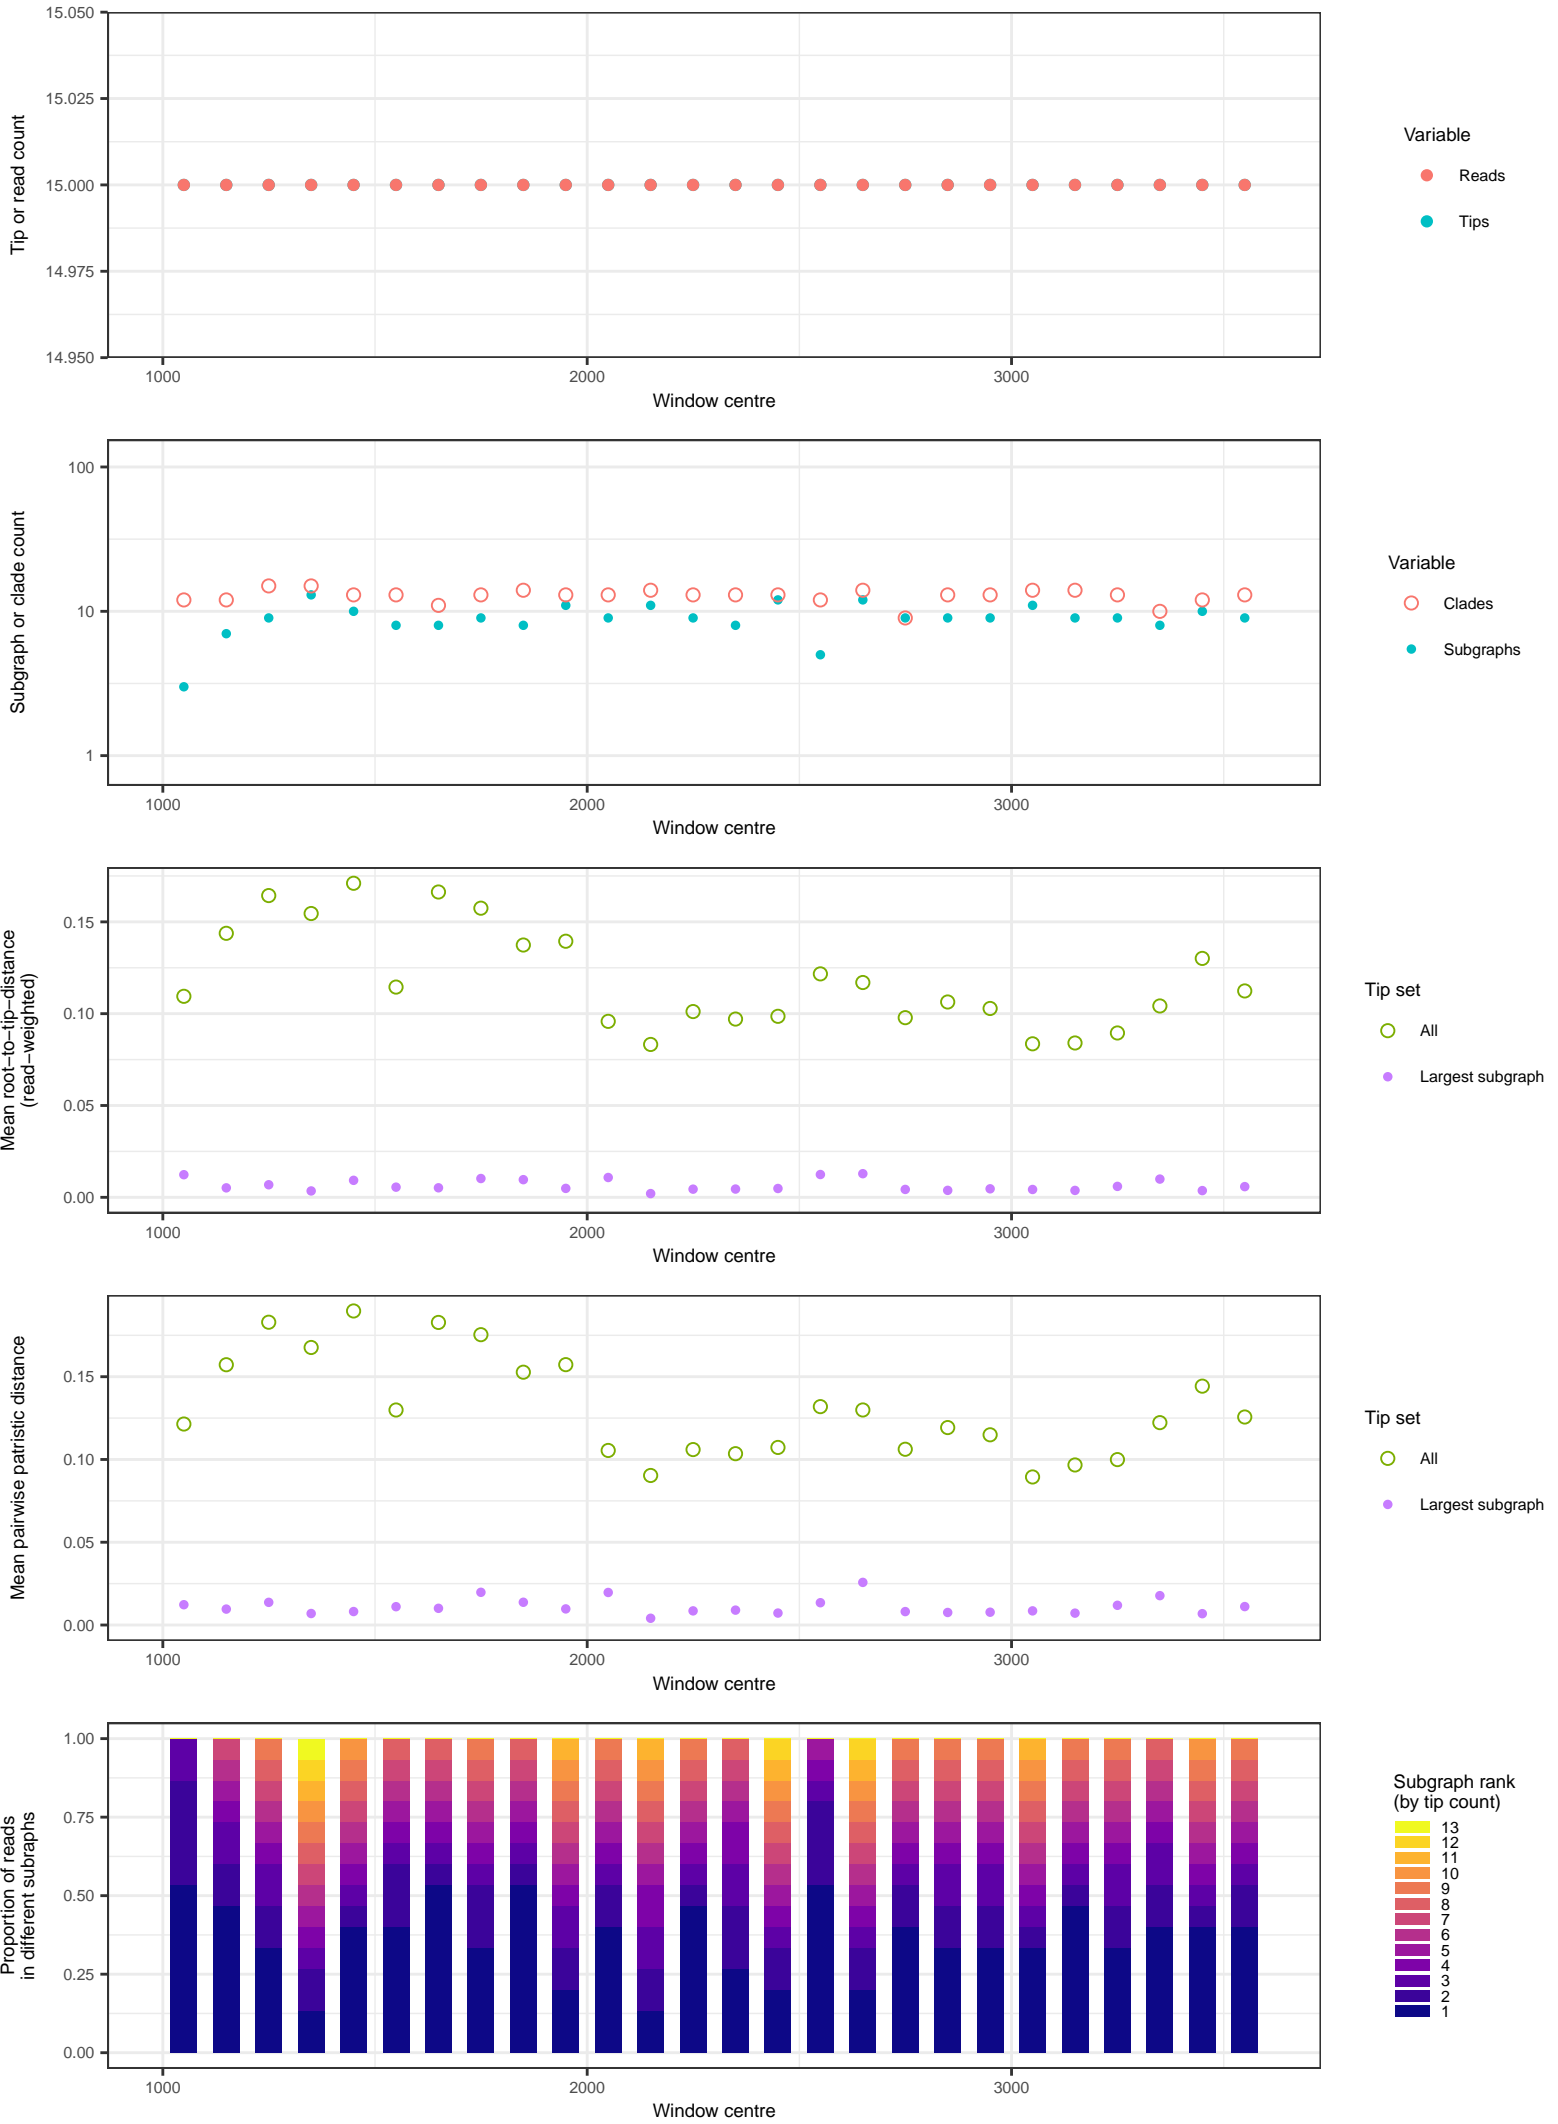 15.050
15.025
15.000
14.975
14.950
Tip or read count
1000
2000
3000
Window centre
Variable
Reads
Tips
100
10
1
Subgraph or clade count
1000
2000
3000
Window centre
Variable
Clades
Subgraphs
0.15
0.10
0.05
0.00
Mean root−to−tip−distance
(read−weighted)
1000
2000
3000
Window centre
Tip set
All
Largest subgraph
0.15
0.10
0.05
0.00
Mean pairwise patristic distance
1000
2000
3000
Window centre
Tip set
All
Largest subgraph
1.00
0.75
0.50
0.25
0.00
Proportion of reads
in different subraphs
1000
2000
3000
Window centre
Subgraph rank
(by tip count)
13
12
11
10
9
8
7
6
5
4
3
2
1